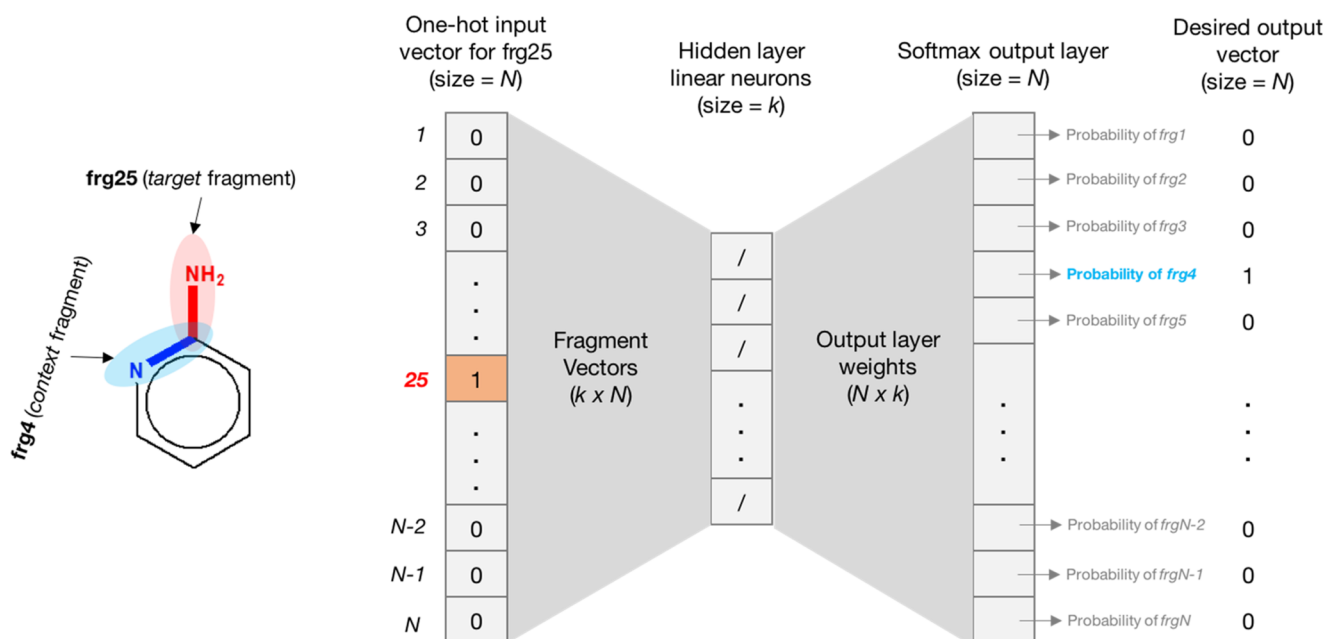 frg25 (target fragment)
frg4 (context fragment)
NH2
N
One-hot input
vector for frg25
(size = N)
1
0
2
0
3
0
.
.
.
25
1
.
.
.
N-2
0
N-1
0
N
0
Fragment
Vectors
(k x N)
Hidden layer
linear neurons
(size = k)
/
/
/
.
.
.
/
Output layer
weights
(N x k)
Softmax output layer
(size = N)
Desired output
vector
(size = N)
Probability of frg1
0
Probability of frg2
0
Probability of frg3
0
Probability of frg4
1
Probability of frg5
0
. .
. .
. .
Probability of frgN-2
0
Probability of frgN-1
0
Probability of frgN
0